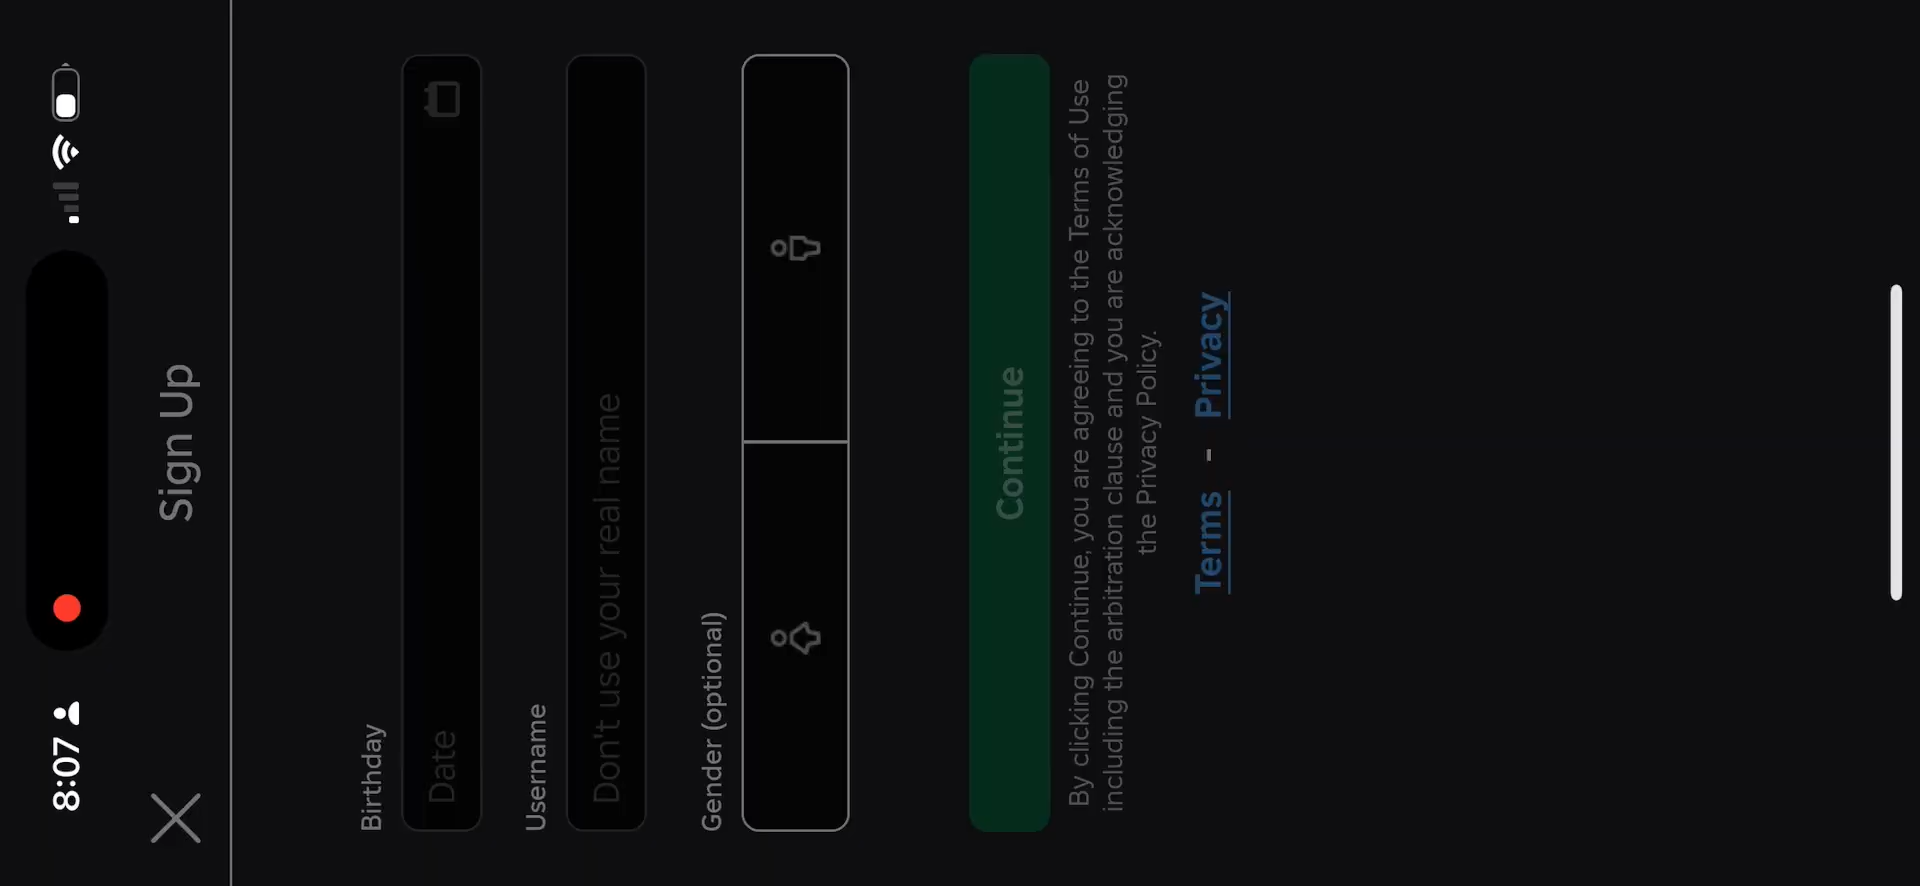 8:07
Sign Up
Birthday
Date
Username
Don't use your real name
Gender (optional)
Continue
By clicking Continue, you are agreeing to the Terms of Use
including the arbitration clause and you are acknowledging
the Privacy Policy.
Terms - Privacy